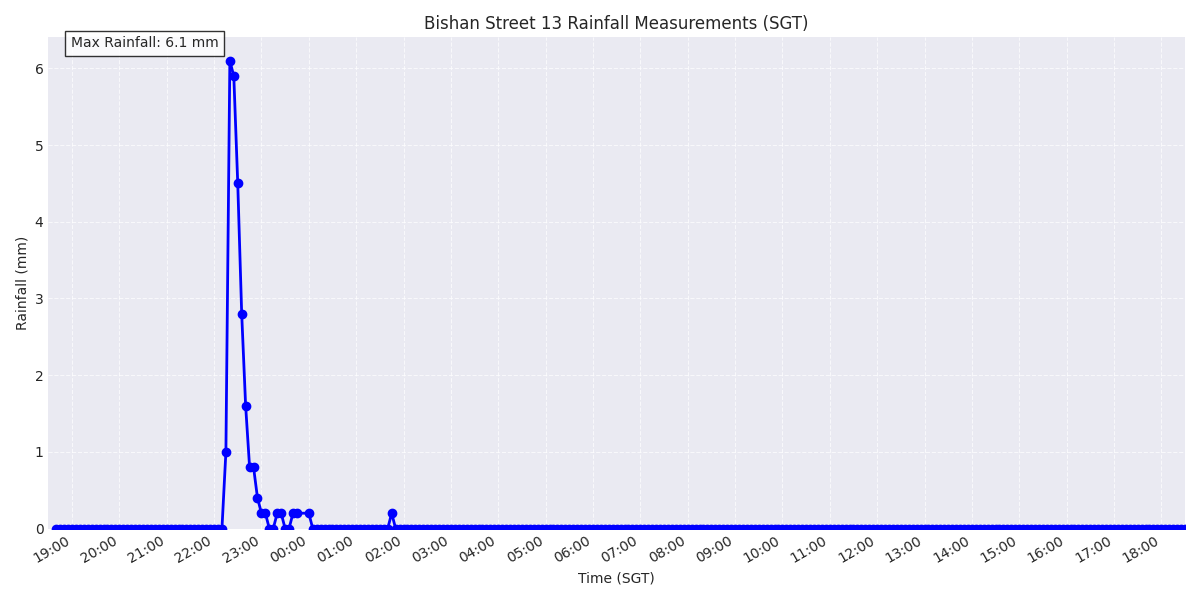 Bishan Street 13 Rainfall Measurements (SGT)
Max Rainfall: 6.1 mm
6
5
4
3
2
1
0
Rainfall (mm)
19:00 20:00 21:00 22:00 23:00 00:00 01:00 02:00 03:00 04:00 05:00 06:00 07:00 08:00 09:00 10:00 11:00 12:00 13:00 14:00 15:00 16:00 17:00 18:00
Time (SGT)